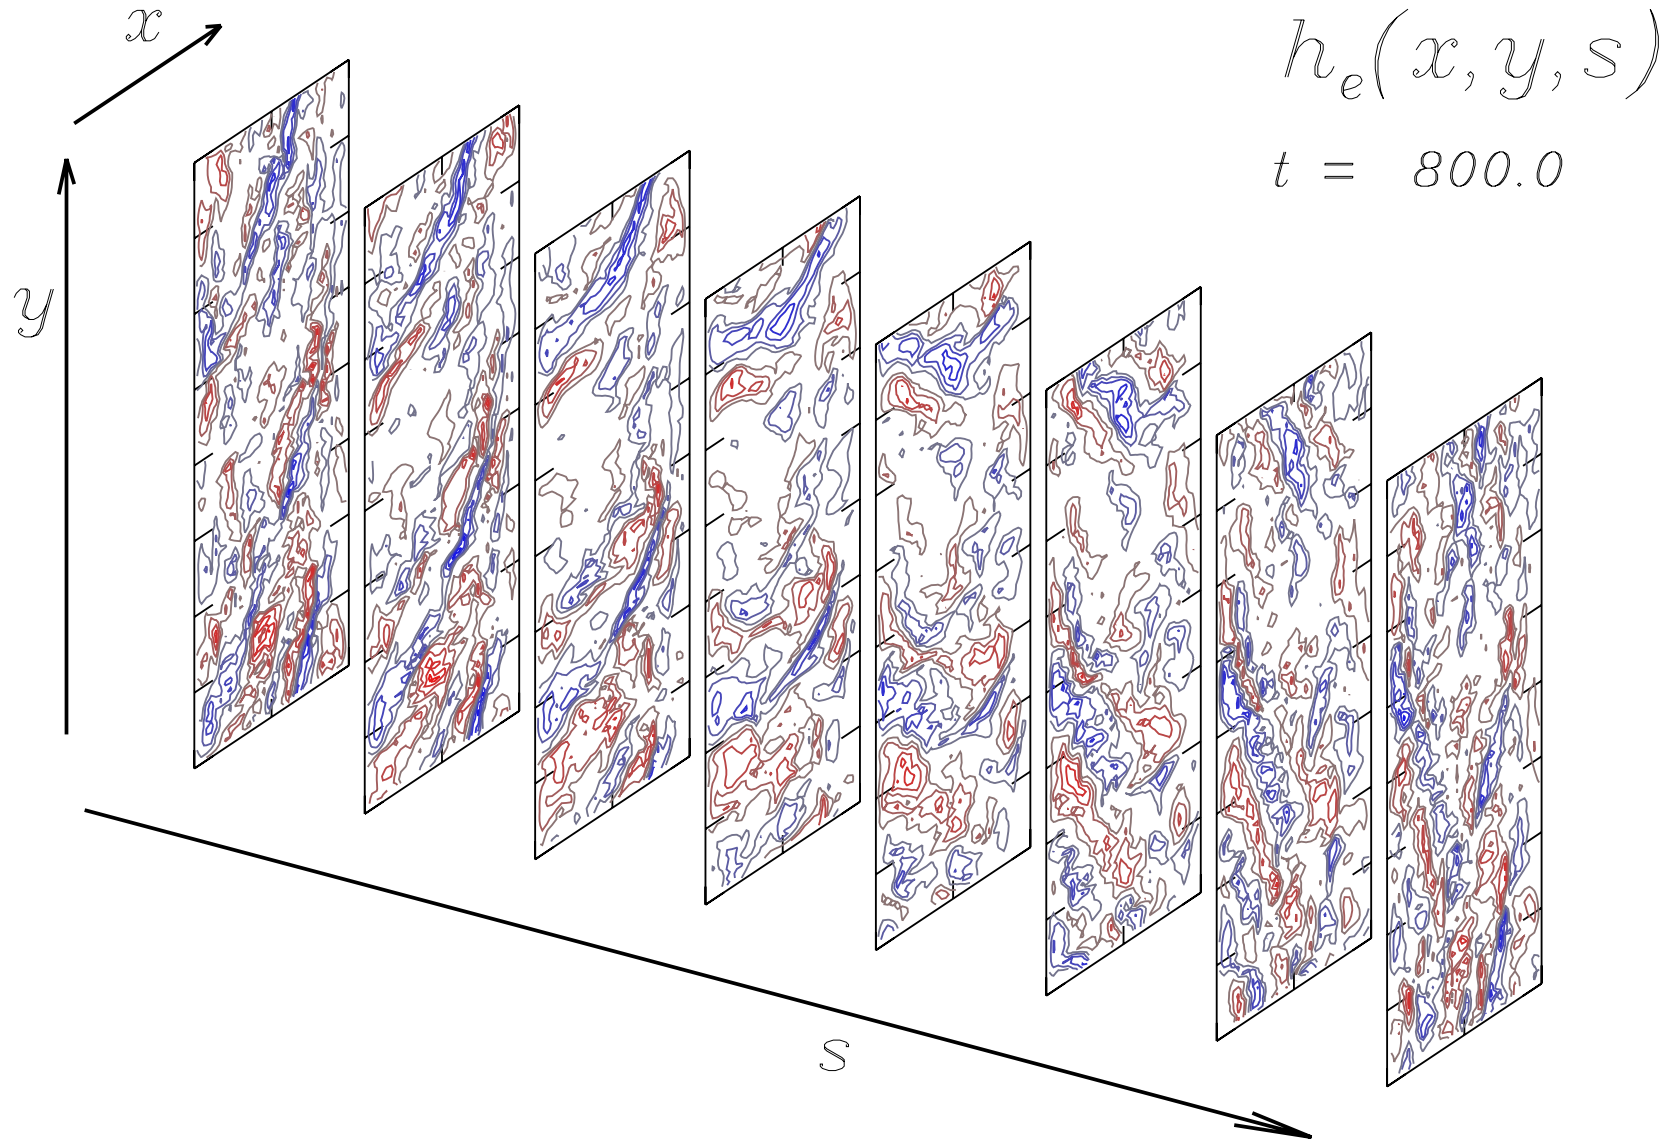 x
h_e(x,y,s)
t = 800.0
y
s